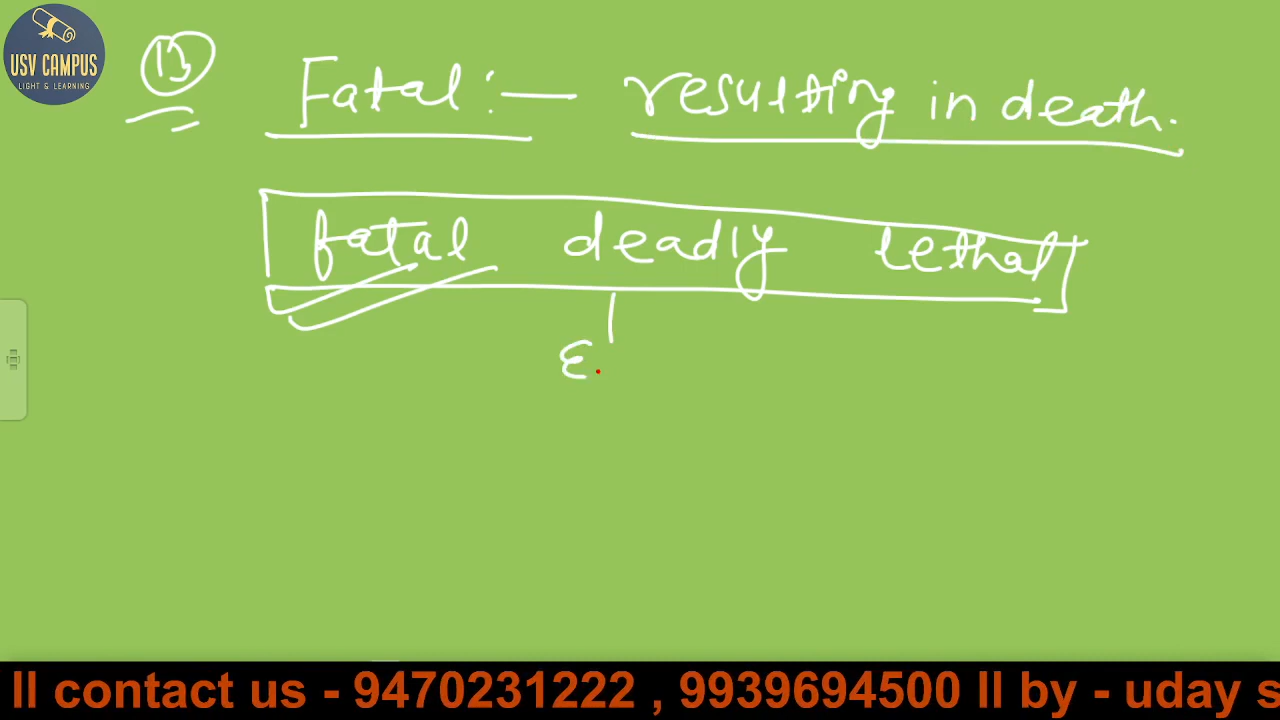 USV CAMPUS
LIGHT & LEARNING
13 Fatal :— resulting in death.
fatal deadly lethal
ll contact us - 9470231222 , 9939694500 ll by - uday s